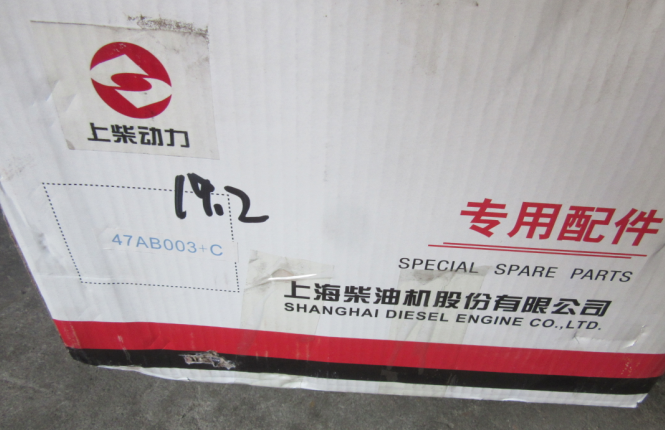 上柴动力
19.2
47AB003+C
专用配件
SPECIAL SPARE PARTS
上海柴油机股份有限公司
SHANGHAI DIESEL ENGINE CO.,LTD.